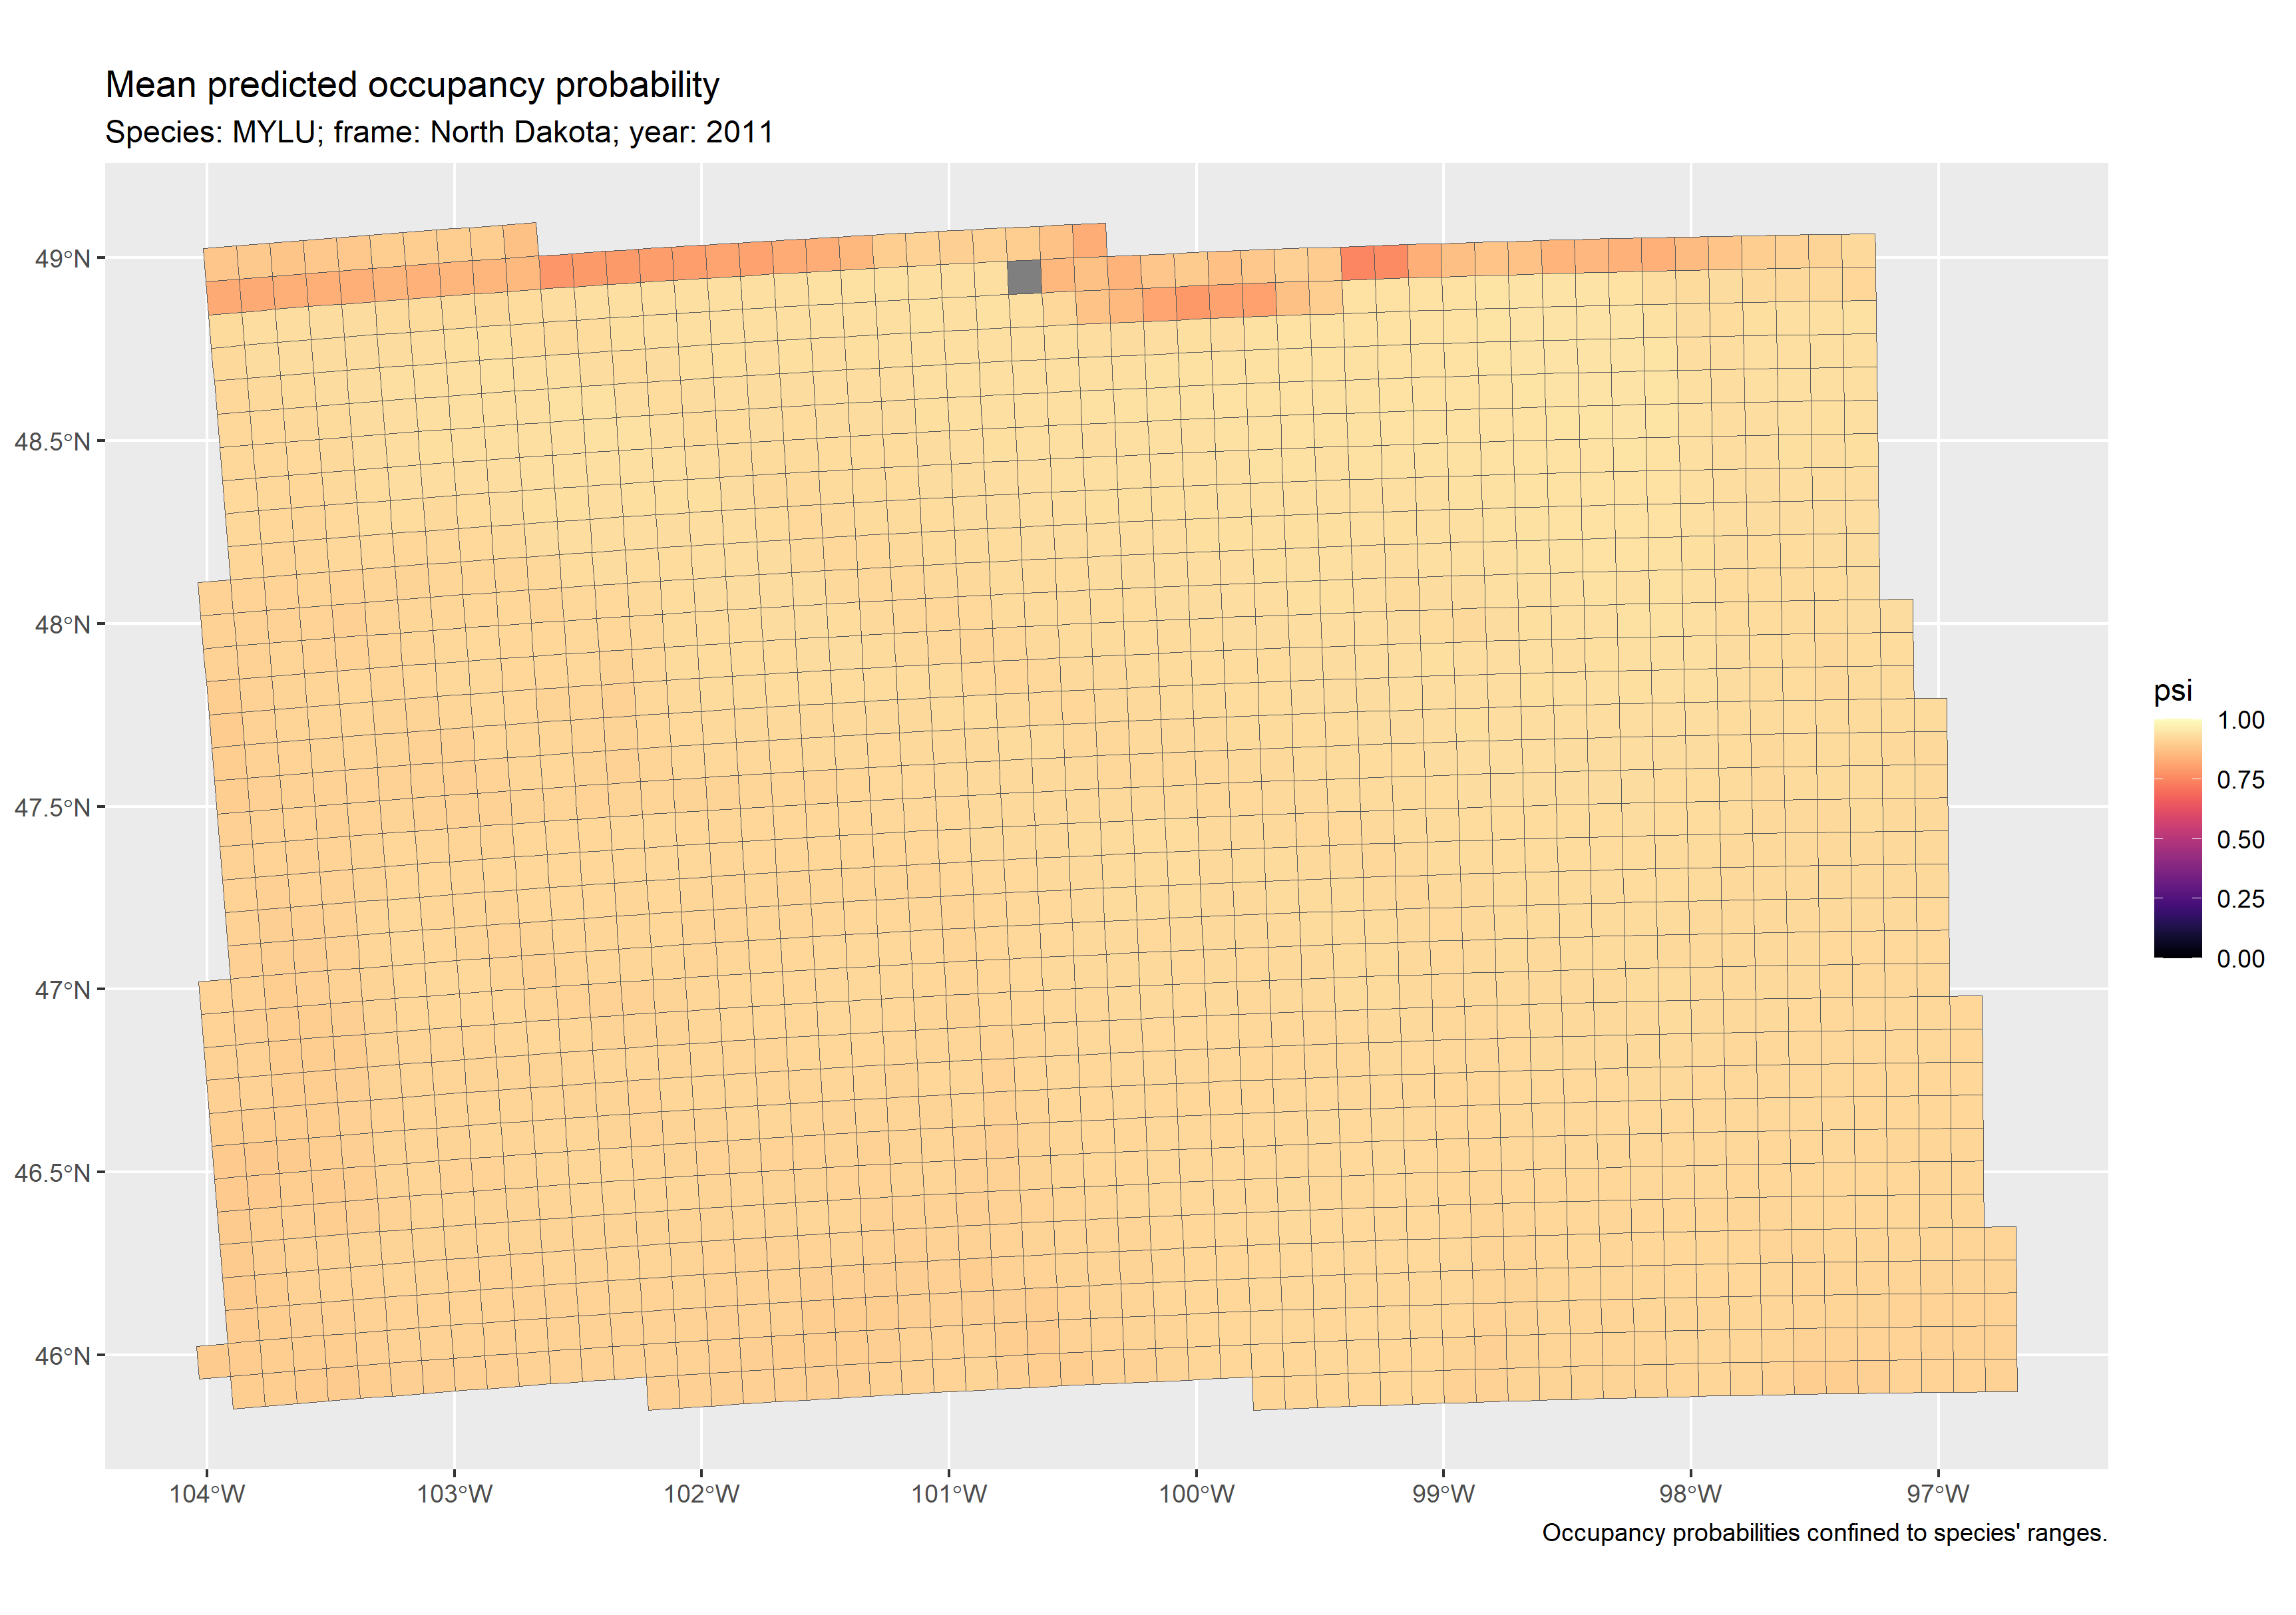 Mean predicted occupancy probability
Species: MYLU; frame: North Dakota; year: 2011
49°N
48.5°N
48°N
47.5°N
47°N
46.5°N
46°N
104°W
103°W
102°W
101°W
100°W
99°W
98°W
97°W
psi
1.00
0.75
0.50
0.25
0.00
Occupancy probabilities confined to species' ranges.